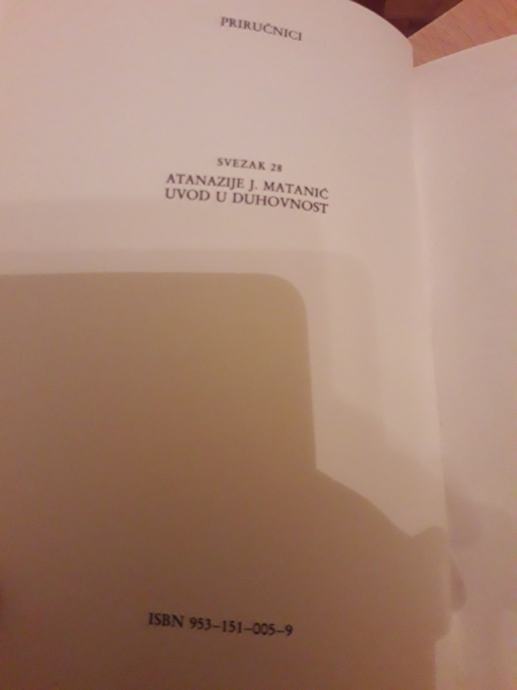 PRIRUČNICI
SVEZAK 28
ATANAZIJE J. MATANIĆ
UVOD U DUHOVNOST
ISBN 953–151–005–9